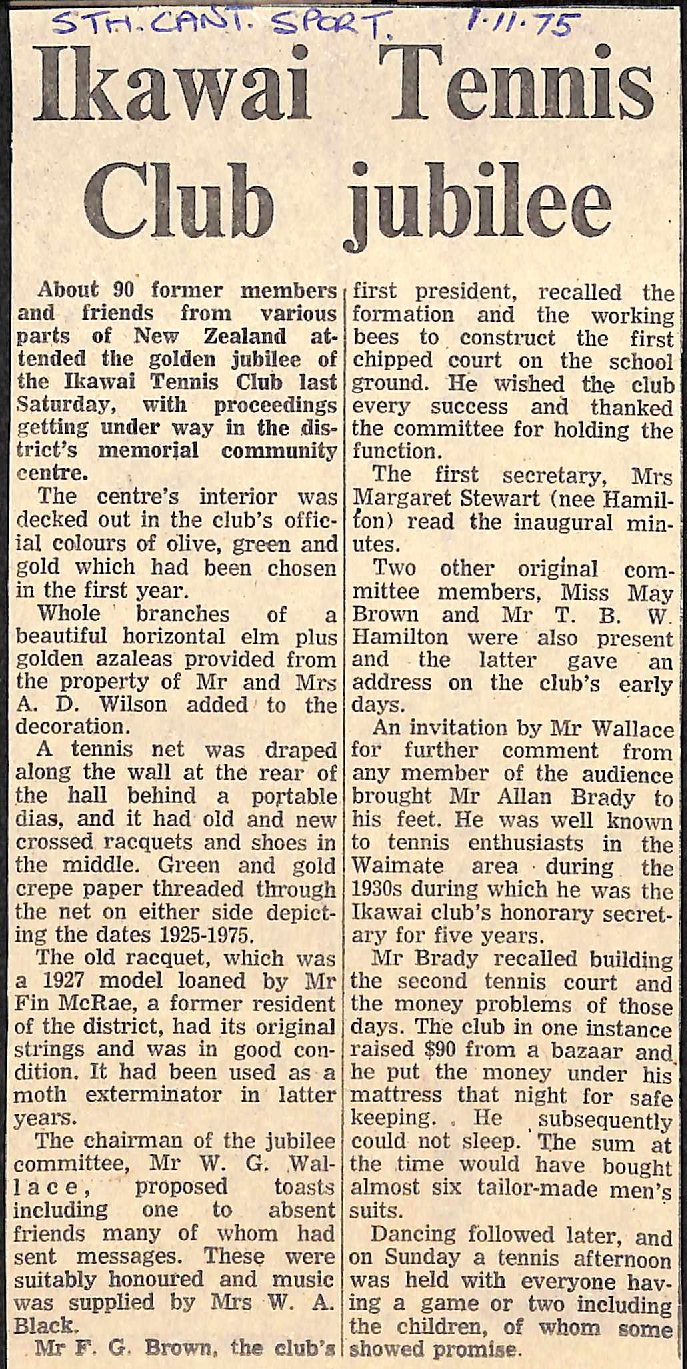 STH. CANT. SPORT. 1.11.75
Ikawai Tennis
Club jubilee
About 90 former members
and friends from various
parts of New Zealand at-
tended the golden jubilee of
the Ikawai Tennis Club last
Saturday, with proceedings
getting under way in the dis-
trict's memorial community
centre.
The centre's interior was
decked out in the club's offic-
ial colours of olive, green and
gold which had been chosen
in the first year.
Whole branches of a
beautiful horizontal elm plus
golden azaleas provided from
the property of Mr and Mrs
A. D. Wilson added to the
decoration.
A tennis net was draped
along the wall at the rear of
the hall behind a portable
dias, and it had old and new
crossed racquets and shoes in
the middle. Green and gold
crepe paper threaded through
the net on either side depict-
ing the dates 1925-1975.
The old racquet, which was
a 1927 model loaned by Mr
Fin McRae, a former resident
of the district, had its original
strings and was in good con-
dition. It had been used as a
moth exterminator in latter
years.
The chairman of the jubilee
committee, Mr W. G. Wal-
lace, proposed toasts
including one to absent
friends many of whom had
sent messages. These were
suitably honoured and music
was supplied by Mrs W. A.
Black.
Mr F. G. Brown, the club's
first president, recalled the
formation and the working
bees to construct the first
chipped court on the school
ground. He wished the club
every success and thanked
the committee for holding the
function.
The first secretary, Mrs
Margaret Stewart (nee Hamil-
ton) read the inaugural min-
utes.
Two other original com-
mittee members, Miss May
Brown and Mr T. B. W.
Hamilton were also present
and the latter gave an
address on the club's early
days.
An invitation by Mr Wallace
for further comment from
any member of the audience
brought Mr Allan Brady to
his feet. He was well known
to tennis enthusiasts in the
Waimate area during the
1930s during which he was the
Ikawai club's honorary secret-
ary for five years.
Mr Brady recalled building
the second tennis court and
the money problems of those
days. The club in one instance
raised $90 from a bazaar and
he put the money under his
mattress that night for safe
keeping. He subsequently
could not sleep. The sum at
the time would have bought
almost six tailor-made men's
suits.
Dancing followed later, and
on Sunday a tennis afternoon
was held with everyone hav-
ing a game or two including
the children, of whom some
showed promise.